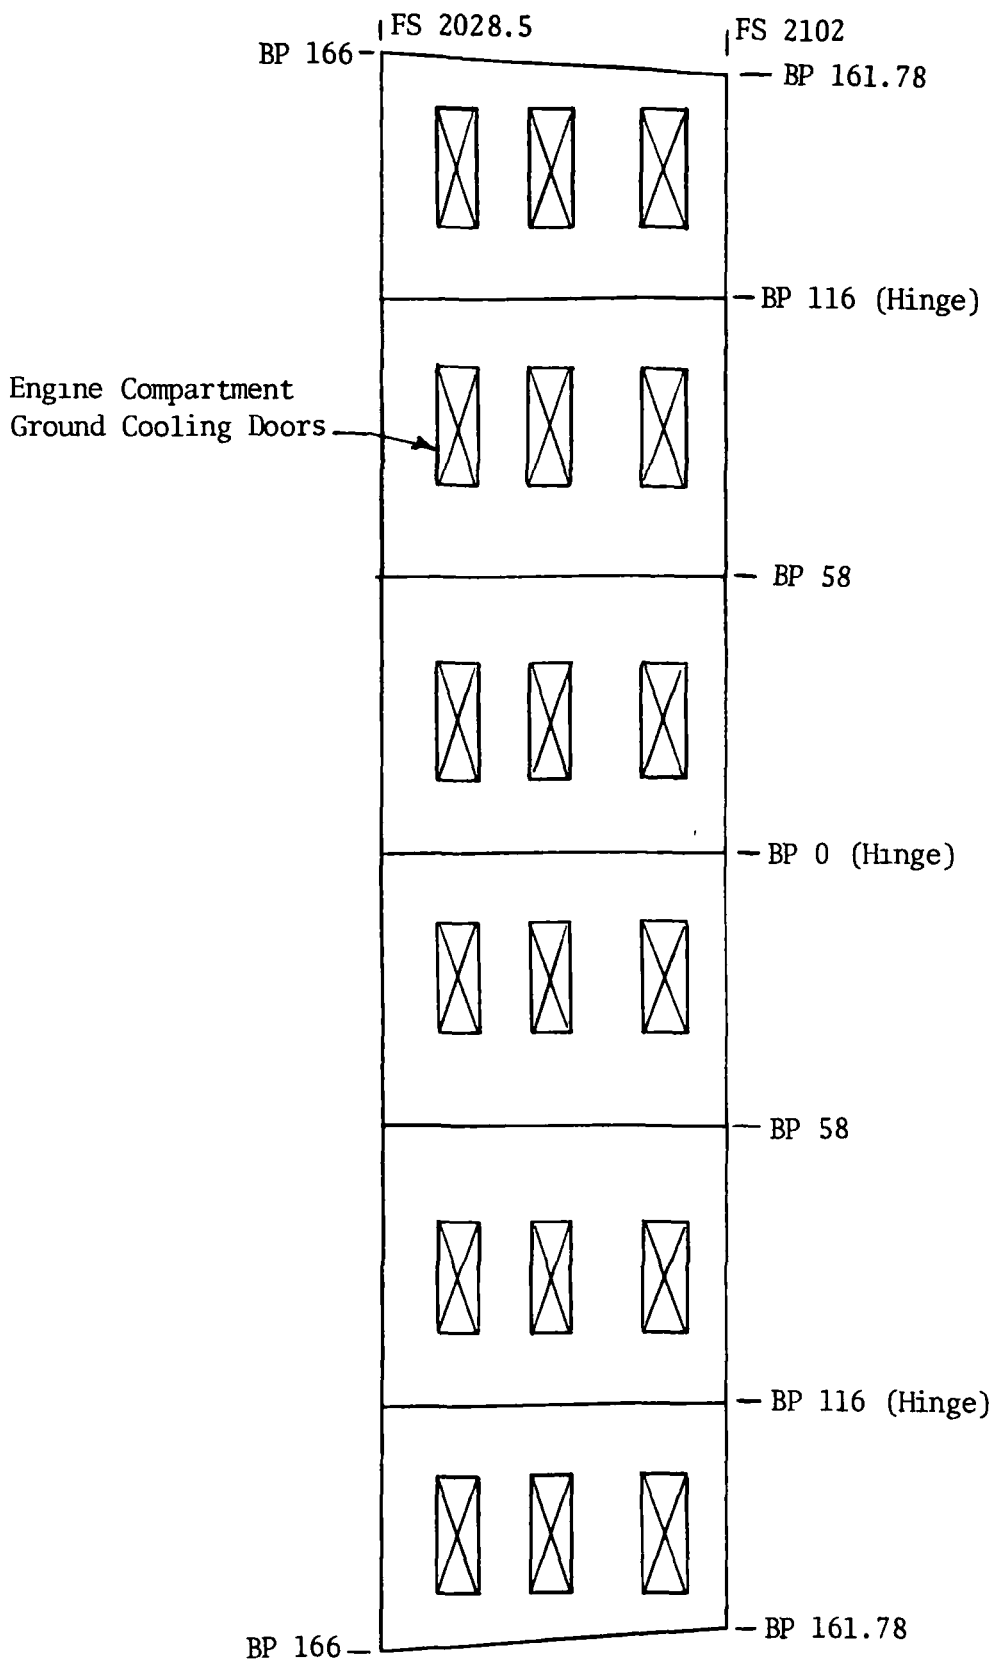 FS 2028.5
FS 2102
BP 166
BP 161.78
BP 116 (Hinge)
Engine Compartment
Ground Cooling Doors
BP 58
BP 0 (Hinge)
BP 58
BP 116 (Hinge)
BP 161.78
BP 166